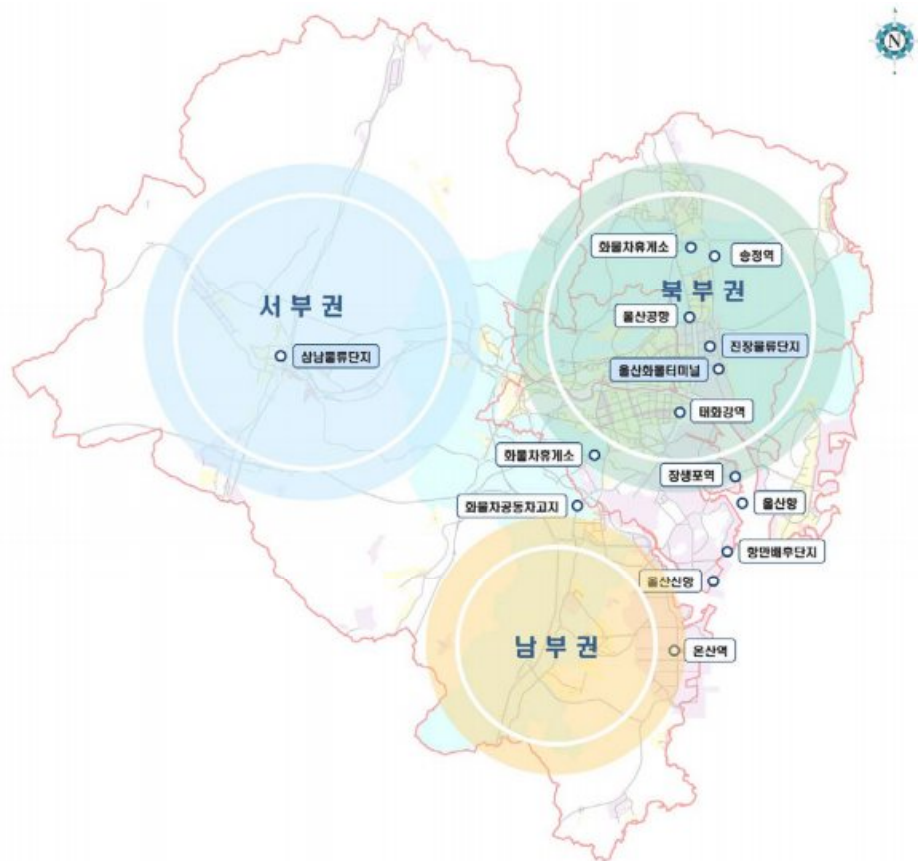 N
화물차휴게소
송정역
북부권
서부권
울산공항
진장물류단지
삼남물류단지
울산화물터미널
태화강역
화물차휴게소
장생포역
화물차공동차고지
울산항
항만배후단지
울산신항
남부권
온산역